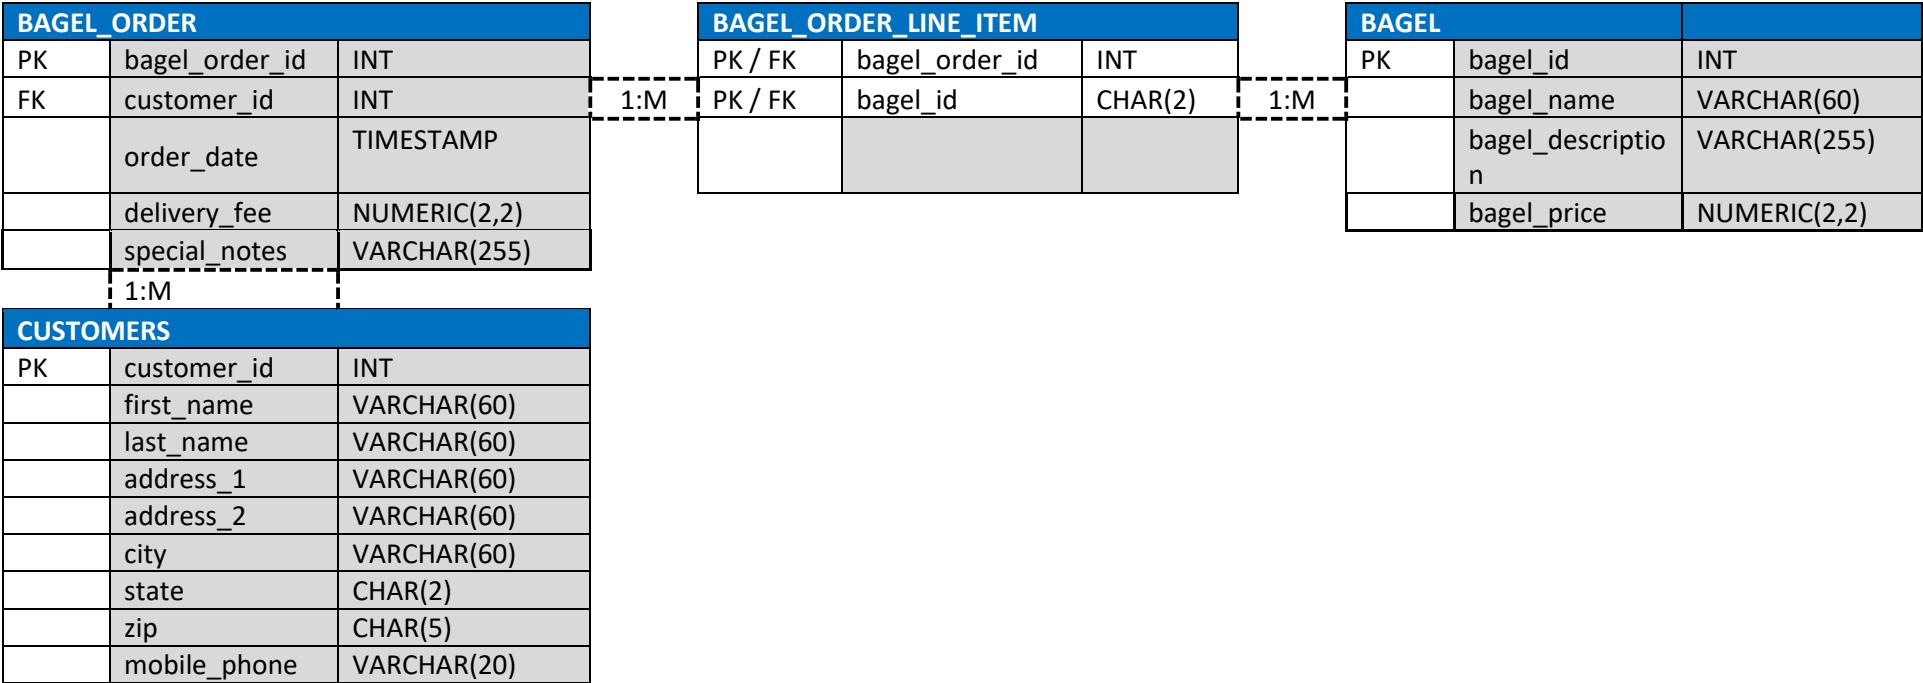 BAGEL_ORDER
PK bagel_order_id INT
FK customer_id INT
order_date TIMESTAMP
delivery_fee NUMERIC(2,2)
special_notes VARCHAR(255)
1:M
BAGEL_ORDER_LINE_ITEM
PK / FK bagel_order_id INT
PK / FK bagel_id CHAR(2)
1:M
BAGEL
PK bagel_id INT
bagel_name VARCHAR(60)
bagel_descriptio VARCHAR(255)
n
bagel_price NUMERIC(2,2)
1:M
CUSTOMERS
PK customer_id INT
first_name VARCHAR(60)
last_name VARCHAR(60)
address_1 VARCHAR(60)
address_2 VARCHAR(60)
city VARCHAR(60)
state CHAR(2)
zip CHAR(5)
mobile_phone VARCHAR(20)